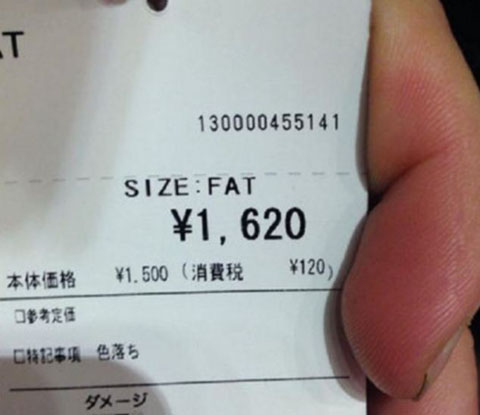 AT
130000455141
SIZE:FAT
¥1,620
本体価格 ¥1.500 (消費税 ¥120)
□参考定価
□特記事項 色落ち
ダメージ